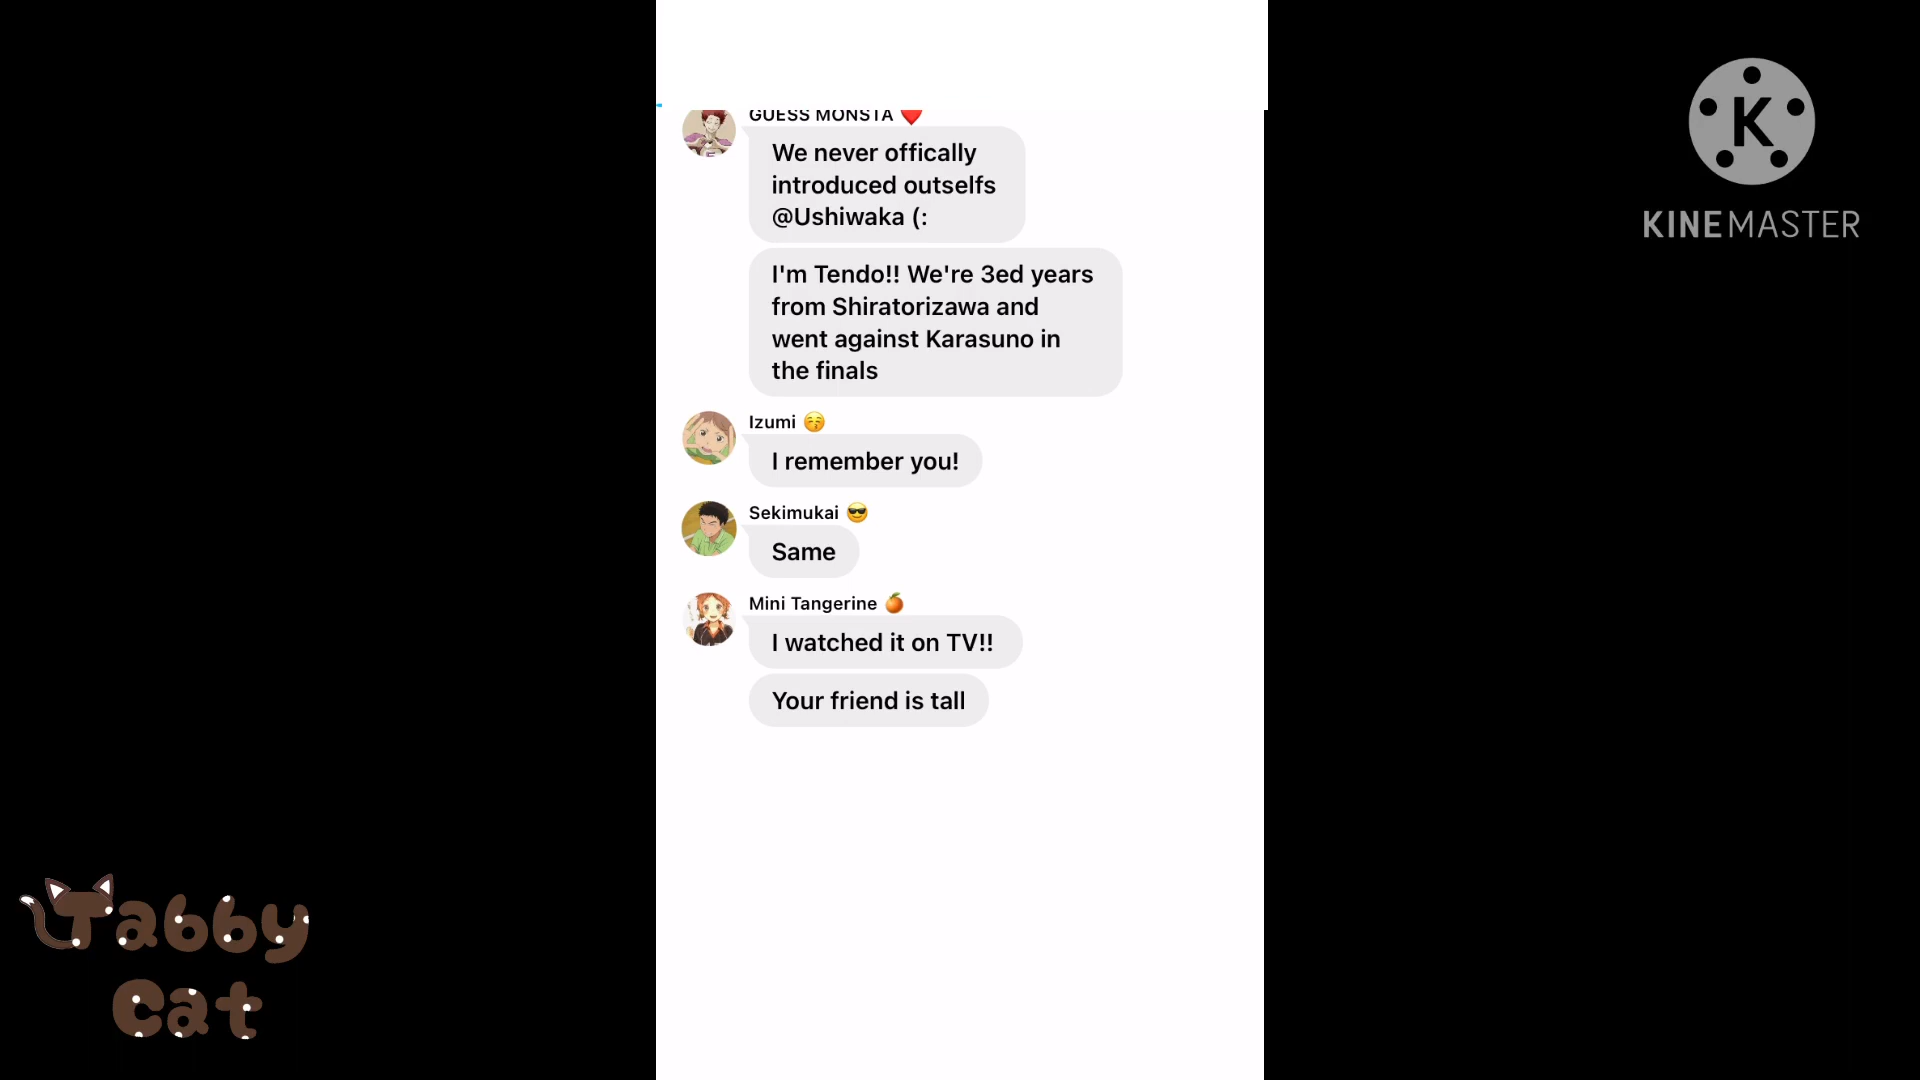 GUESS MONSTA ❤️
We never offically
introduced outselfs
@Ushiwaka (:
I'm Tendo!! We're 3ed years
from Shiratorizawa and
went against Karasuno in
the finals
Izumi 😚
I remember you!
Sekimukai 😎
Same
Mini Tangerine 🍊
I watched it on TV!!
Your friend is tall
K
KINEMASTER
Tabby
Cat